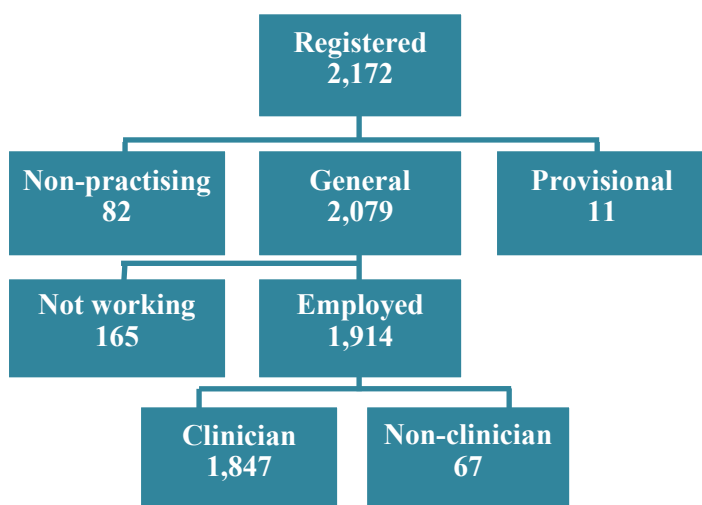 Registered
2,172
Non-practising
82
General
2,079
Provisional
11
Not working
165
Employed
1,914
Clinician
1,847
Non-clinician
67